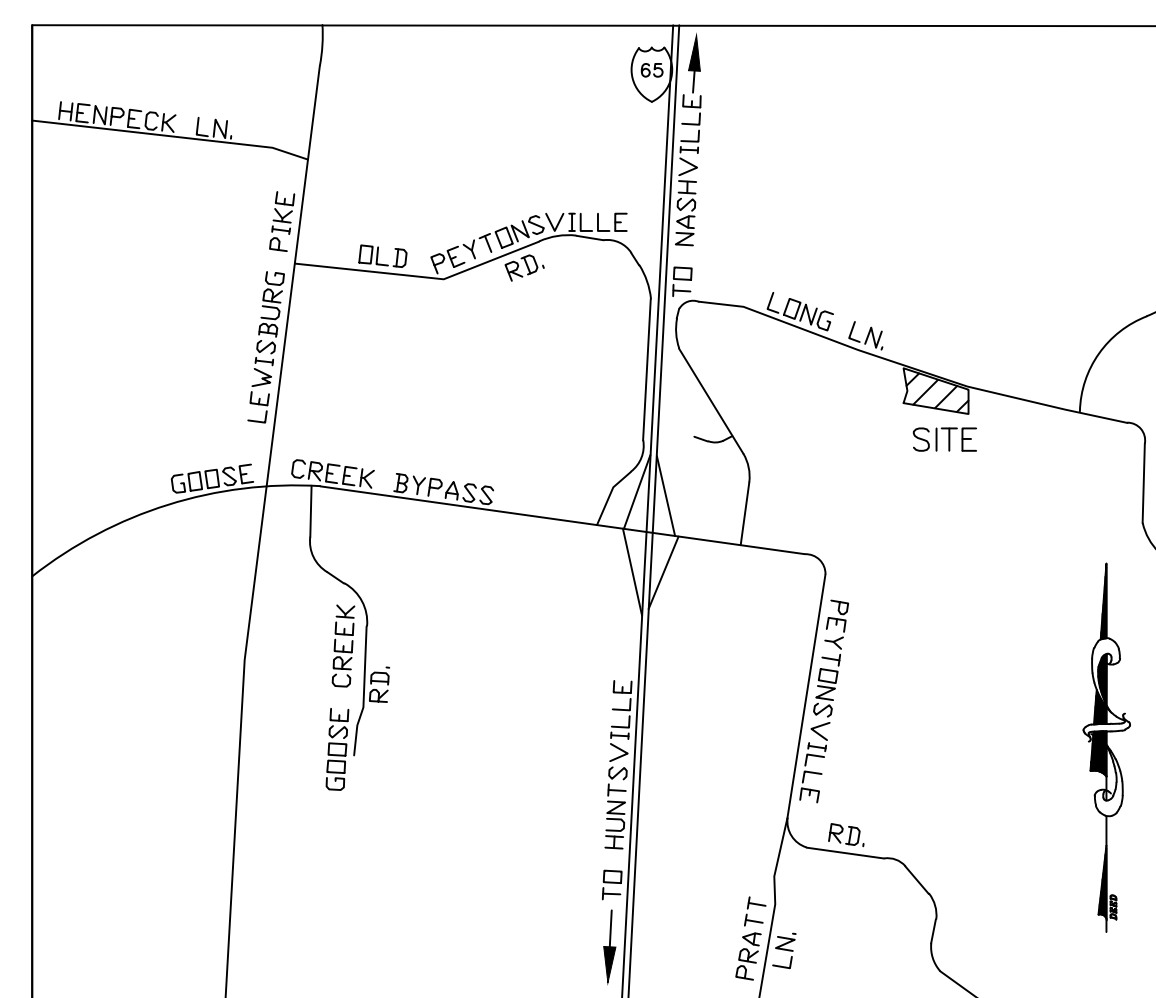 65
HENPECK LN.
TO NASHVILLE
LEWISBURG PIKE
OLD PEYTONSVILLE
RD.
LONG LN.
SITE
GOOSE CREEK BYPASS
GOOSE CREEK
RD.
PEYTONSVILLE
RD.
TO HUNTSVILLE
PRATT
LN.
DEED